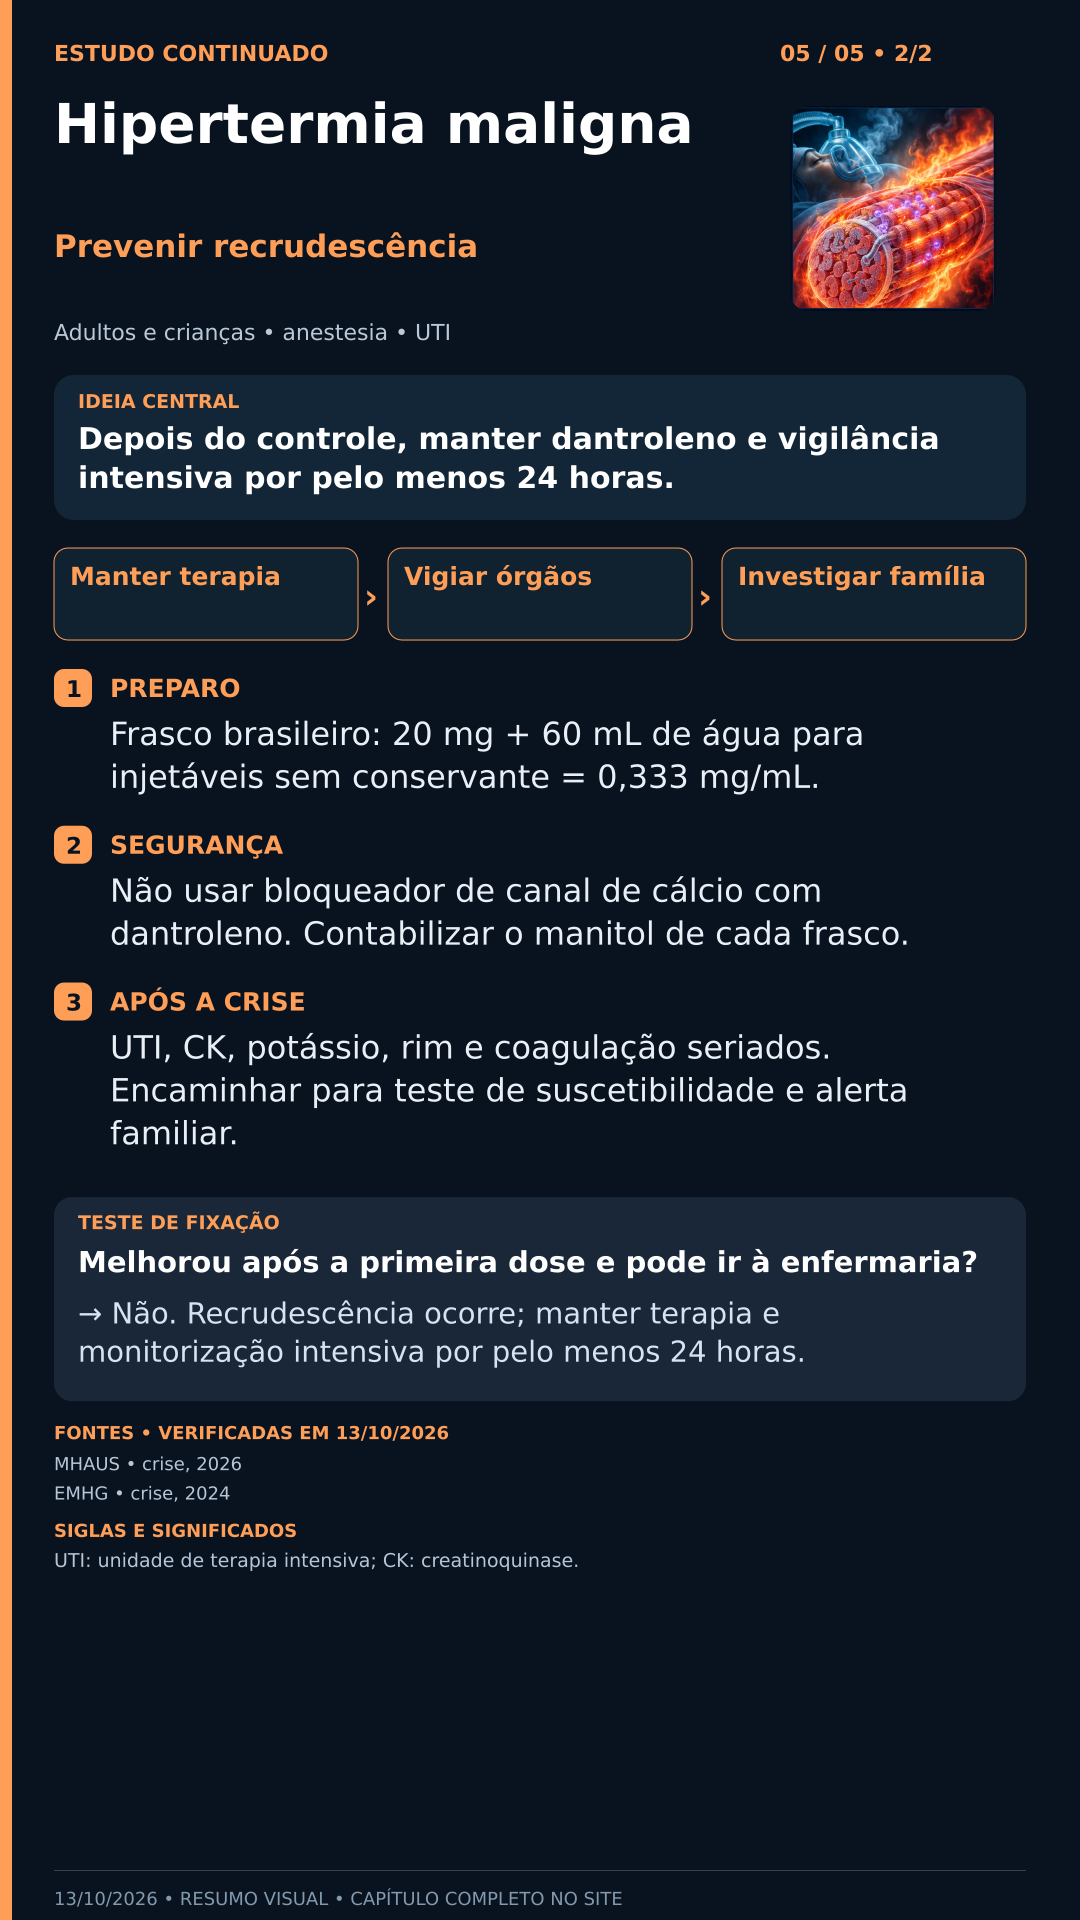 ESTUDO CONTINUADO
05 / 05 • 2/2
Hipertermia maligna
Prevenir recrudescência
Adultos e crianças • anestesia • UTI
IDEIA CENTRAL
Depois do controle, manter dantroleno e vigilância
intensiva por pelo menos 24 horas.
Manter terapia
›
Vigiar órgãos
›
Investigar família
1 PREPARO
Frasco brasileiro: 20 mg + 60 mL de água para
injetáveis sem conservante = 0,333 mg/mL.
2 SEGURANÇA
Não usar bloqueador de canal de cálcio com
dantroleno. Contabilizar o manitol de cada frasco.
3 APÓS A CRISE
UTI, CK, potássio, rim e coagulação seriados.
Encaminhar para teste de suscetibilidade e alerta
familiar.
TESTE DE FIXAÇÃO
Melhorou após a primeira dose e pode ir à enfermaria?
→ Não. Recrudescência ocorre; manter terapia e
monitorização intensiva por pelo menos 24 horas.
FONTES • VERIFICADAS EM 13/10/2026
MHAUS • crise, 2026
EMHG • crise, 2024
SIGLAS E SIGNIFICADOS
UTI: unidade de terapia intensiva; CK: creatinoquinase.
13/10/2026 • RESUMO VISUAL • CAPÍTULO COMPLETO NO SITE